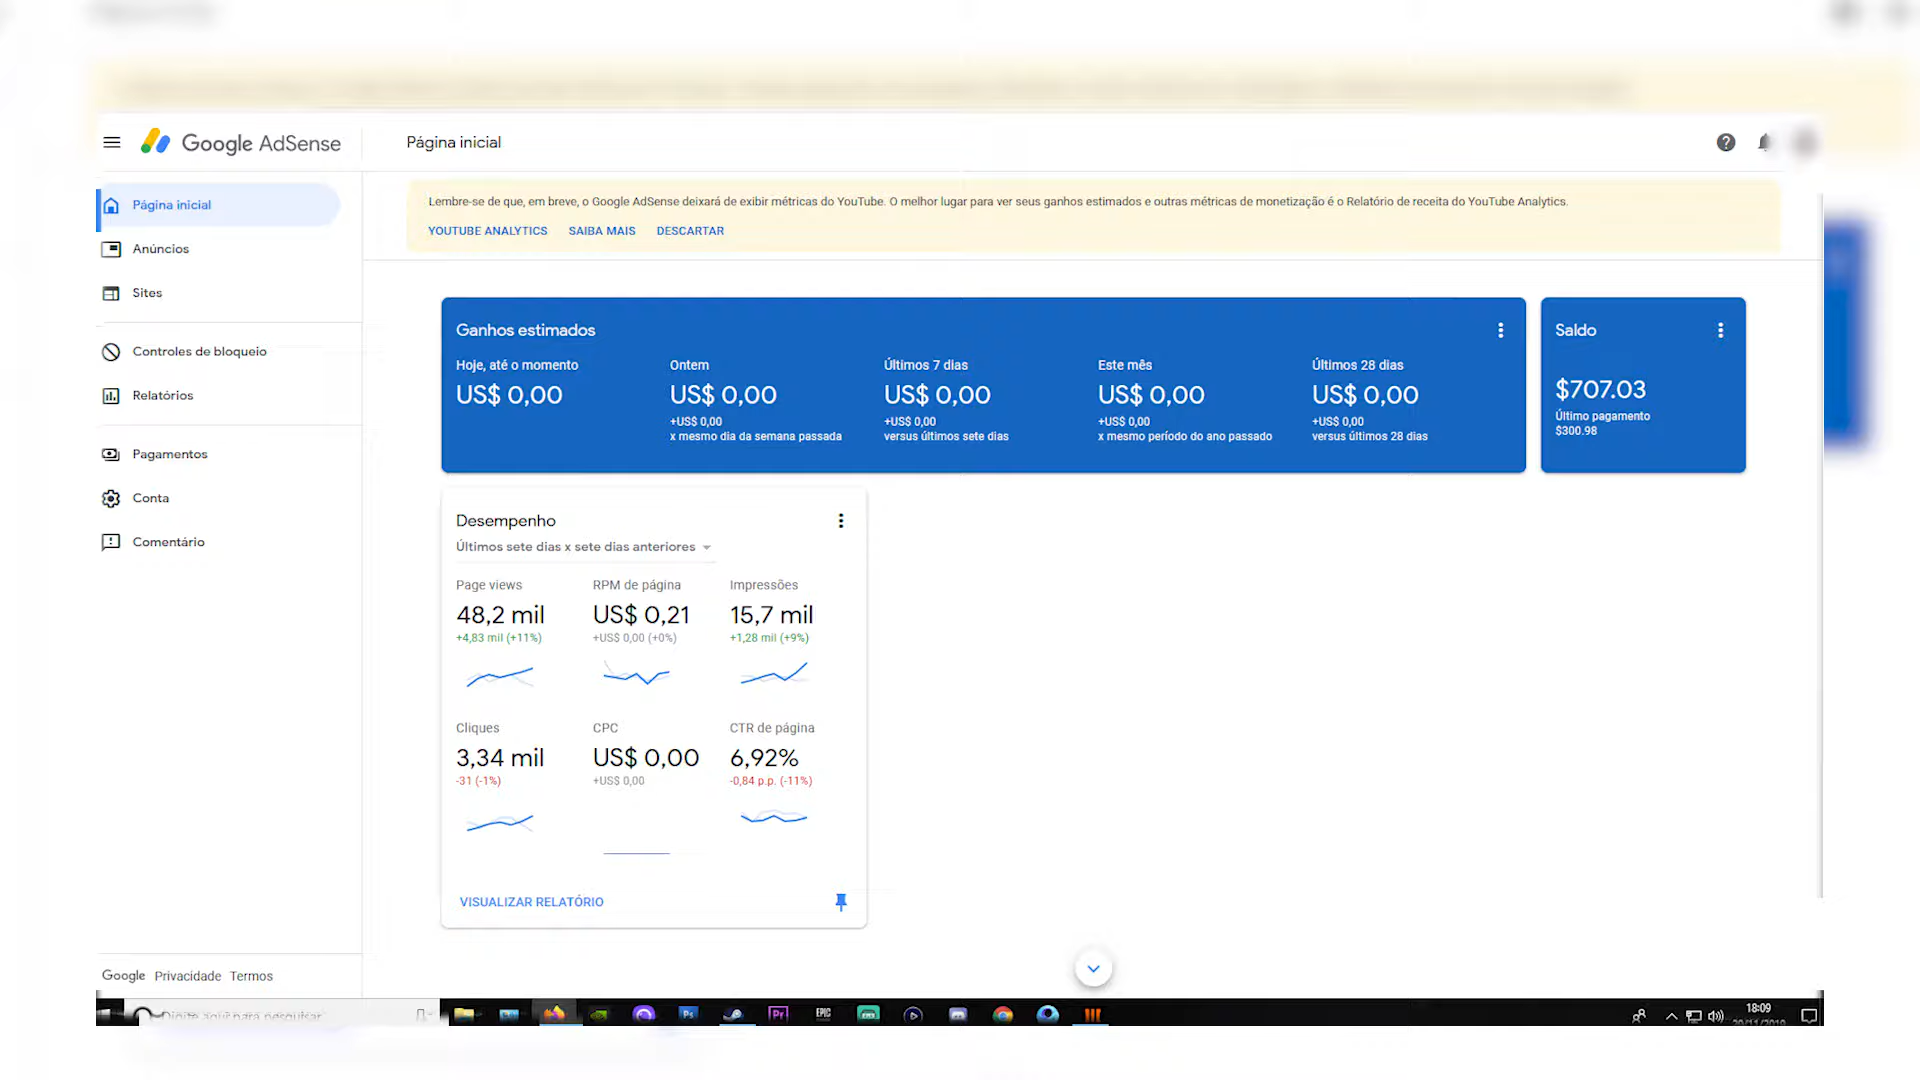 Google AdSense
Página inicial
Página inicial
Anúncios
Sites
Controles de bloqueio
Relatórios
Pagamentos
Conta
Comentário
Google Privacidade Termos
Lembre-se de que, em breve, o Google AdSense deixará de exibir métricas do YouTube. O melhor lugar para ver seus ganhos estimados e outras métricas de monetização é o Relatório de receita do YouTube Analytics.
YOUTUBE ANALYTICS SAIBA MAIS DESCARTAR
Ganhos estimados
Hoje, até o momento
US$ 0,00
Ontem
US$ 0,00
+US$ 0,00
x mesmo dia da semana passada
Últimos 7 dias
US$ 0,00
+US$ 0,00
versus últimos sete dias
Este mês
US$ 0,00
+US$ 0,00
x mesmo período do ano passado
Últimos 28 dias
US$ 0,00
+US$ 0,00
versus últimos 28 dias
Saldo
$707.03
Último pagamento
$300.98
Desempenho
Últimos sete dias x sete dias anteriores
Page views
48,2 mil
+4,83 mil (+11%)
RPM de página
US$ 0,21
+US$ 0,00 (+0%)
Impressões
15,7 mil
+1,28 mil (+9%)
Cliques
3,34 mil
-31 (-1%)
CPC
US$ 0,00
+US$ 0,00
CTR de página
6,92%
-0,84 p.p. (-11%)
VISUALIZAR RELATÓRIO
Digite aqui para pesquisar
Ps
Pr
EPIC
18:09